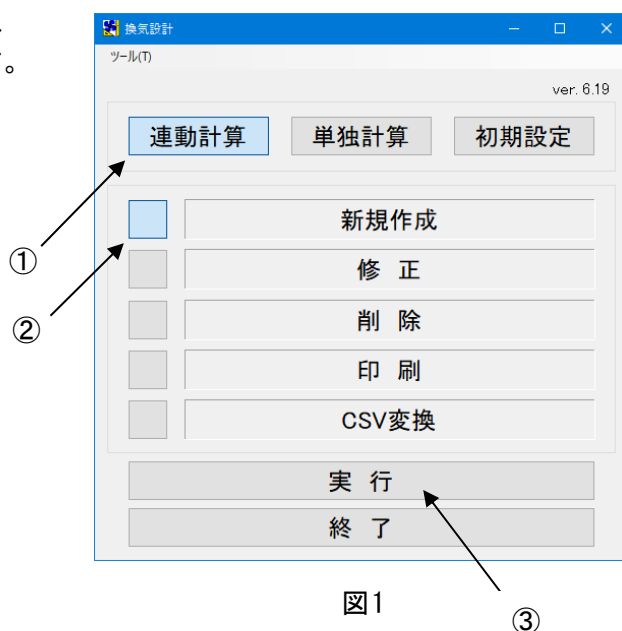 。
換気設計
ツール(T)
ver. 6.19
連動計算 単独計算 初期設定
①
新規作成
修 正
②
削 除
印 刷
CSV変換
実 行
終 了
図1
③